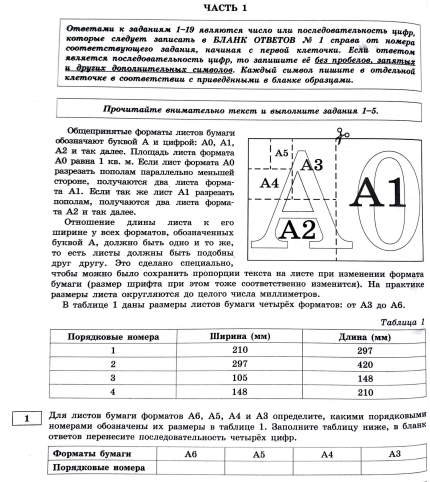 ЧАСТЬ 1
Ответами к заданиям 1–19 являются число или последовательность цифр,
которые следует записать в БЛАНК ОТВЕТОВ № 1 справа от номера
соответствующего задания, начиная с первой клеточки. Если ответом
является последовательность цифр, то запишите её без пробелов, запятых
и других дополнительных символов. Каждый символ пишите в отдельной
клеточке в соответствии с приведёнными в бланке образцами.
Прочитайте внимательно текст и выполните задания 1–5.
Общепринятые форматы листов бумаги
обозначают буквой А и цифрой: А0, А1,
А2 и так далее. Площадь листа формата
А0 равна 1 кв. м. Если лист формата А0
разрезать пополам параллельно меньшей
стороне, получаются два листа форма-
та А1. Если так же лист А1 разрезать
пополам, получаются два листа форма-
та А2 и так далее.
Отношение длины листа к его
ширине у всех форматов, обозначенных
буквой А, должно быть одно и то же,
то есть листы должны быть подобны
друг другу. Это сделано специально,
чтобы можно было сохранить пропорции текста на листе при изменении формата
бумаги (размер шрифта при этом тоже соответственно изменится). На практике
размеры листа округляются до целого числа миллиметров.
В таблице 1 даны размеры листов бумаги четырёх форматов: от А3 до А6.
А0
А5
А3
А4
А1
А2
Таблица 1
Порядковые номера Ширина (мм) Длина (мм)
1 210 297
2 297 420
3 105 148
4 148 210
1 Для листов бумаги форматов А6, А5, А4 и А3 определите, какими порядковыми
номерами обозначены их размеры в таблице 1. Заполните таблицу ниже, в бланк
ответов перенесите последовательность четырёх цифр.
Форматы бумаги А6 А5 А4 А3
Порядковые номера